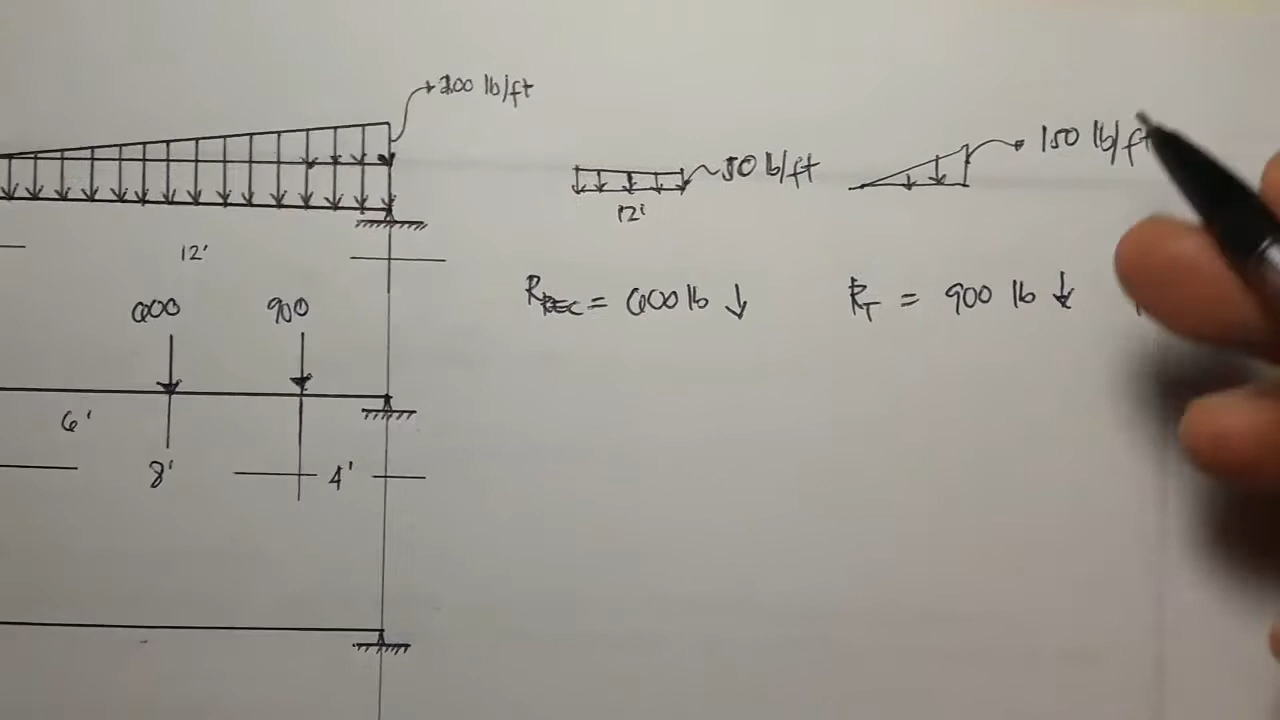 200 lb/ft
50 lb/ft
150 lb/ft
12'
12'
600
900
R_REC = 600 lb ↓
R_T = 900 lb ↓
6'
8'
4'